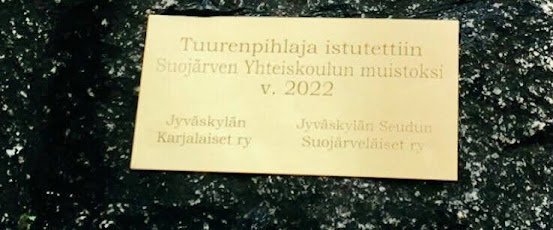 Tuurenpihlaja istutettiin
Suojärven Yhteiskoulun muistoksi
v. 2022
Jyväskylän
Karjalaiset ry
Jyväskylän Seudun
Suojärveläiset ry